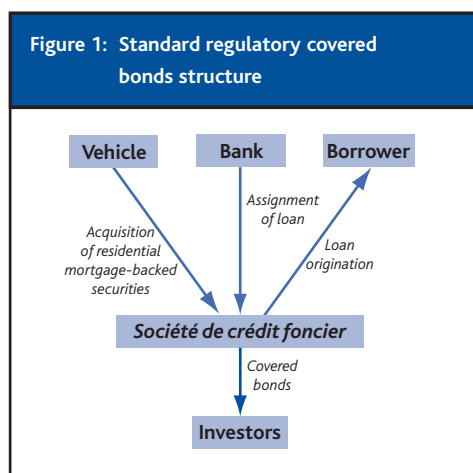 Figure 1: Standard regulatory covered
bonds structure
Vehicle
Bank
Borrower
Acquisition
of residential
mortgage-backed
securities
Assignment
of loan
Loan
origination
Société de crédit foncier
Covered
bonds
Investors